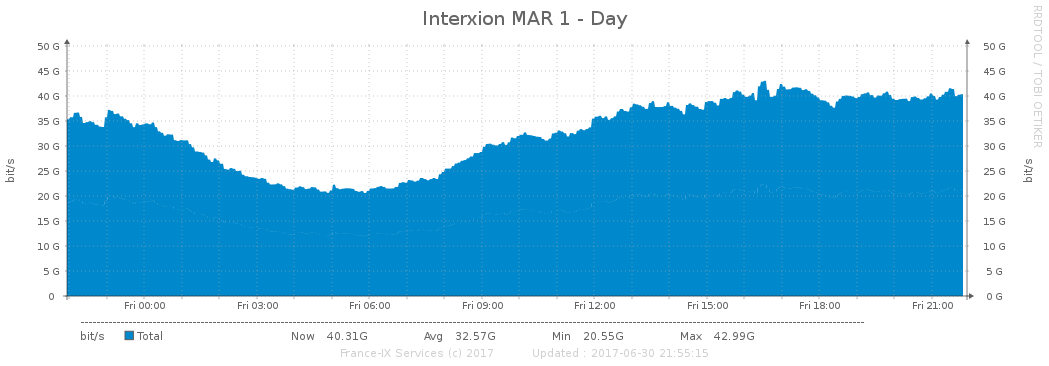 Interxion MAR 1 - Day
RRDTOOL / TOBI OETIKER
50 G 50 G
45 G 45 G
40 G 40 G
35 G 35 G
30 G 30 G
25 G 25 G
20 G 20 G
15 G 15 G
10 G 10 G
5 G 5 G
0 0 G
bit/s
bit/s
Fri 00:00 Fri 03:00 Fri 06:00 Fri 09:00 Fri 12:00 Fri 15:00 Fri 18:00 Fri 21:00
bit/s Total Now 40.31G Avg 32.57G Min 20.55G Max 42.99G
France-IX Services (c) 2017 Updated : 2017-06-30 21:55:15